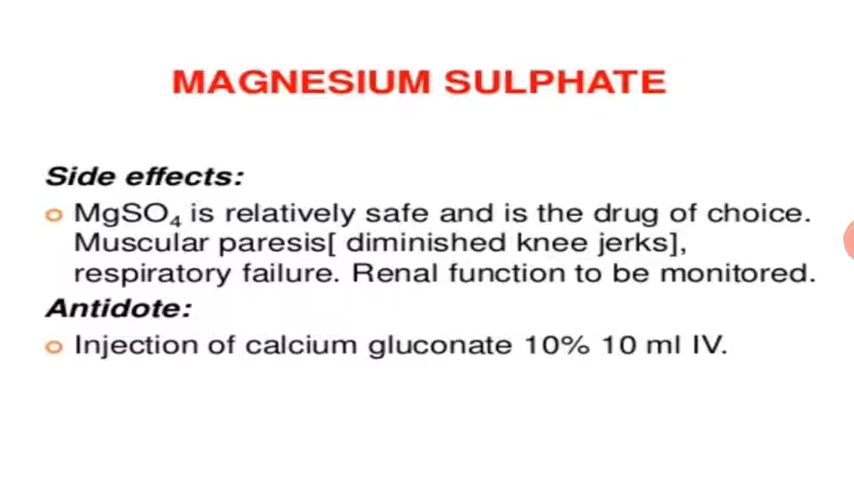 MAGNESIUM SULPHATE
Side effects:
MgSO₄ is relatively safe and is the drug of choice.
Muscular paresis[ diminished knee jerks],
respiratory failure. Renal function to be monitored.
Antidote:
Injection of calcium gluconate 10% 10 ml IV.